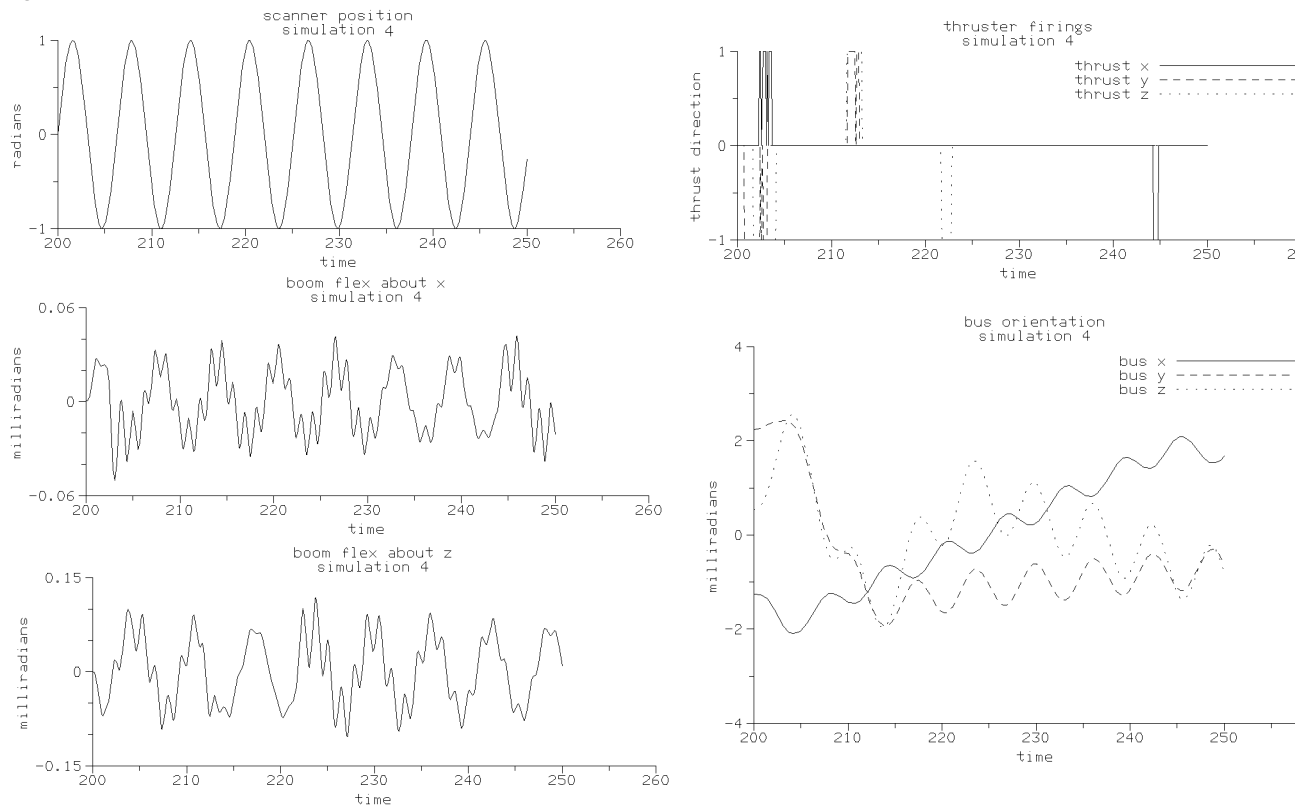 scanner position
simulation 4
1
0
-1
radians
200 210 220 230 240 250 260
time
boom flex about x
simulation 4
0.06
0
-0.06
milliradians
200 210 220 230 240 250 260
time
boom flex about z
simulation 4
0.15
0
-0.15
milliradians
200 210 220 230 240 250 260
time
thruster firings
simulation 4
thrust x
thrust y
thrust z
1
0
-1
thrust direction
200 210 220 230 240 250
time
bus orientation
simulation 4
bus x
bus y
bus z
4
2
0
-2
-4
milliradians
200 210 220 230 240 250
time